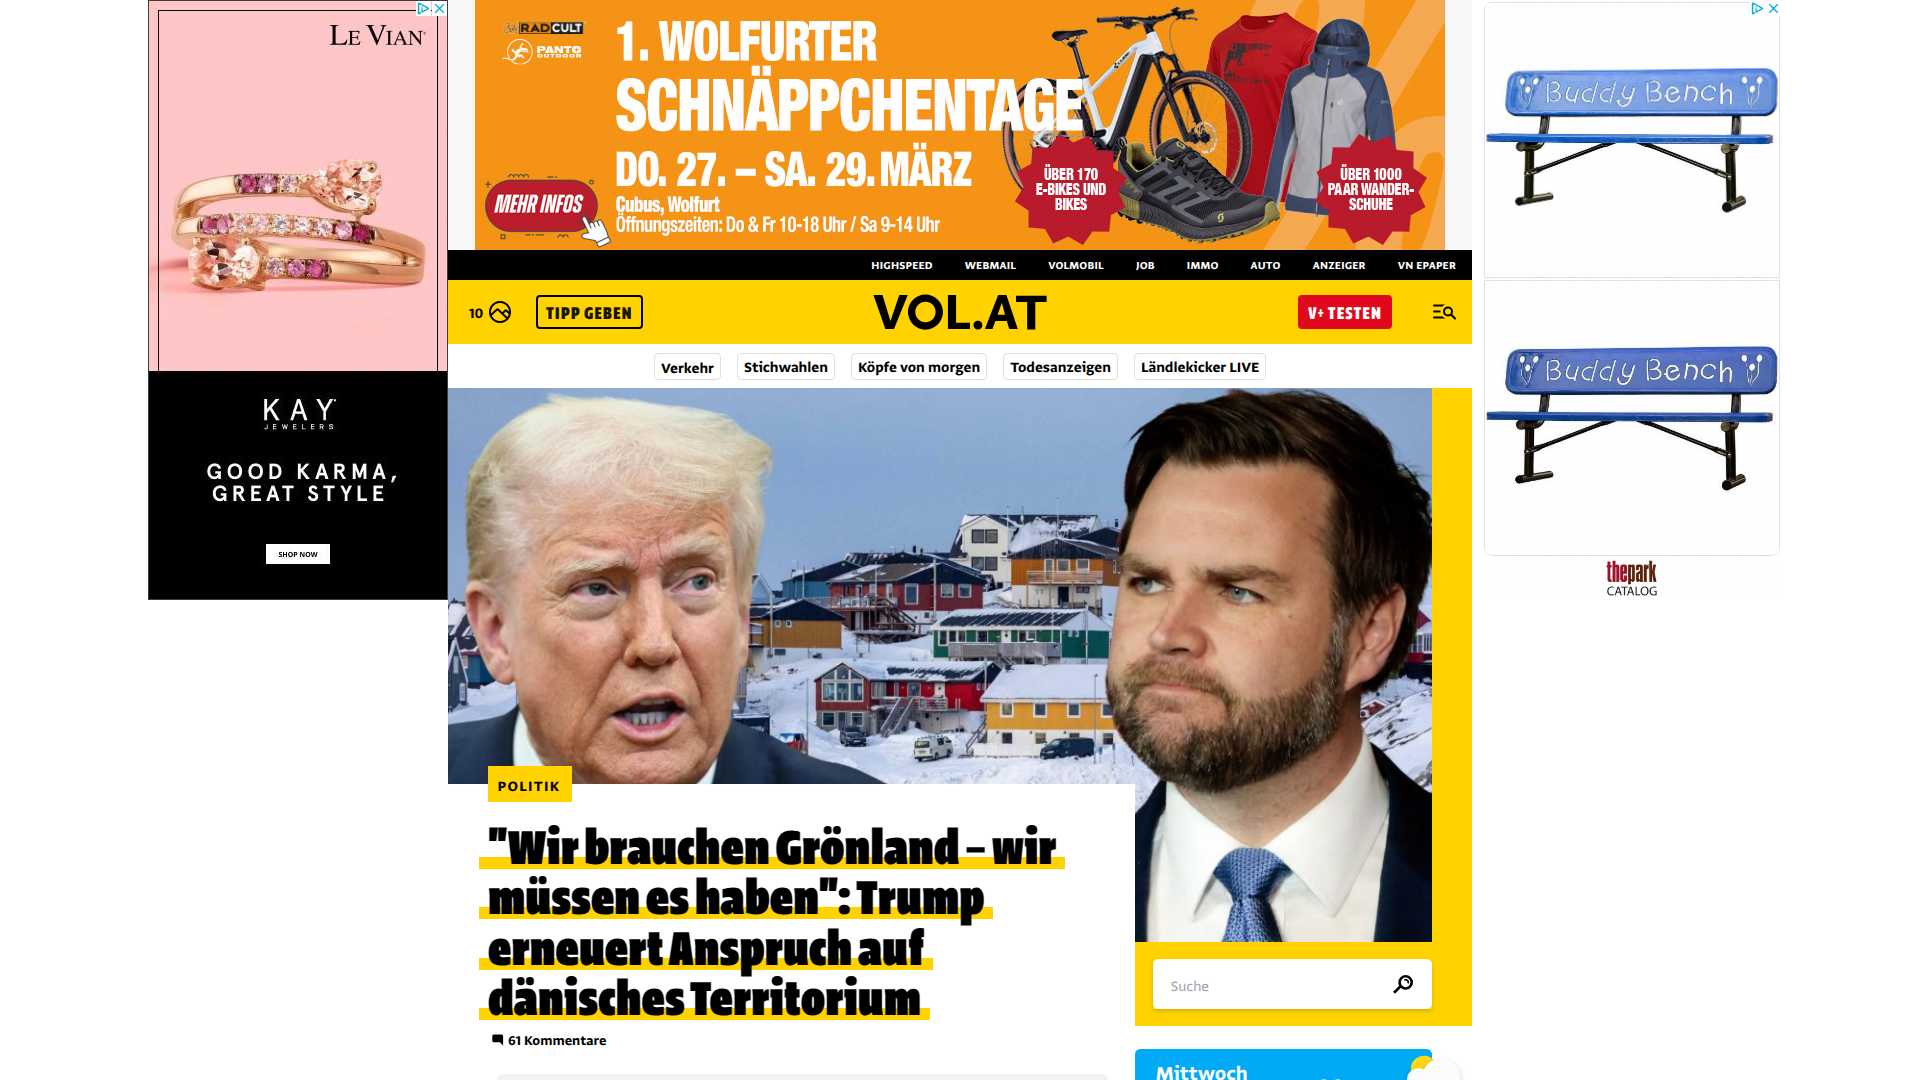 LE VIAN
KAY
JEWELERS
GOOD KARMA,
GREAT STYLE
SHOP NOW
RADCULT
PANTO
OUTDOOR
1. WOLFURTER
SCHNÄPPCHENTAGE
DO. 27. – SA. 29. MÄRZ
MEHR INFOS
Cubus, Wolfurt
Öffnungszeiten: Do & Fr 10-18 Uhr / Sa 9-14 Uhr
ÜBER 170
E-BIKES UND
BIKES
ÜBER 1000
PAAR WANDER-
SCHUHE
HIGHSPEED WEBMAIL VOLMOBIL JOB IMMO AUTO ANZEIGER VN EPAPER
10 TIPP GEBEN VOL.AT V+ TESTEN
Verkehr Stichwahlen Köpfe von morgen Todesanzeigen Ländlekicker LIVE
POLITIK
"Wir brauchen Grönland – wir
müssen es haben": Trump
erneuert Anspruch auf
dänisches Territorium
61 Kommentare
Suche
Mittwoch
Buddy Bench
Buddy Bench
thepark
CATALOG